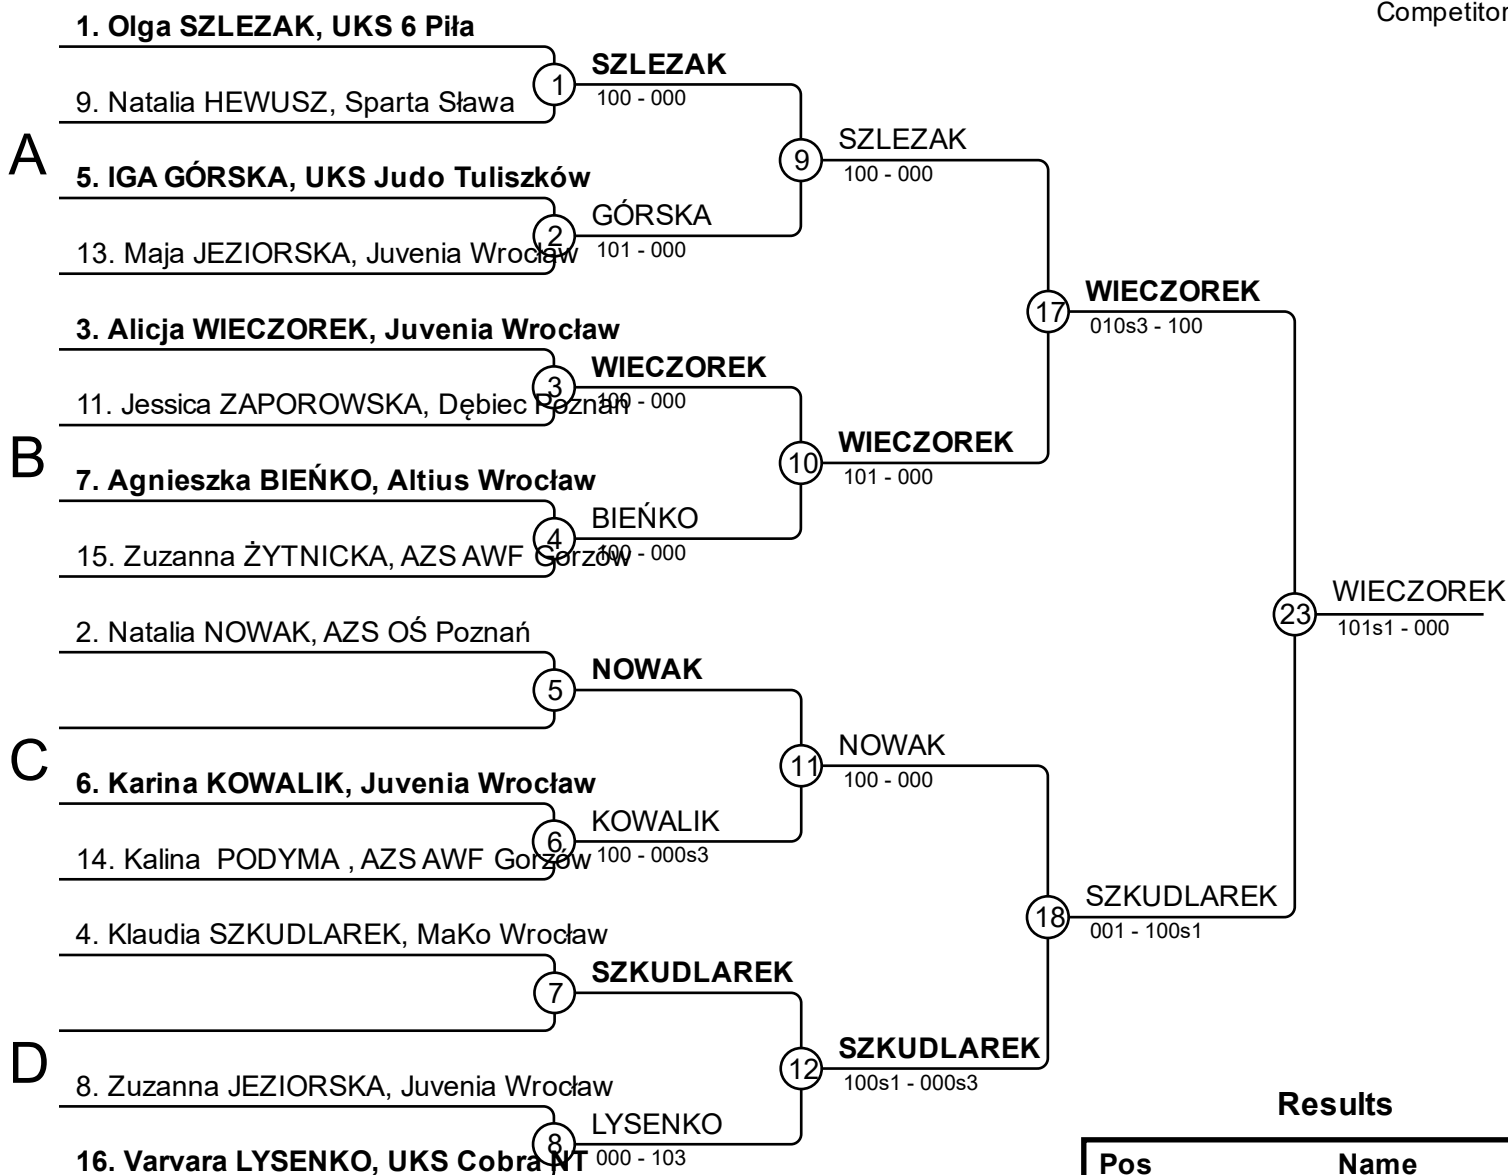 Competitor
1. Olga SZLEZAK, UKS 6 Piła
1
SZLEZAK
100 - 000
9. Natalia HEWUSZ, Sparta Sława
A
9
SZLEZAK
100 - 000
5. IGA GÓRSKA, UKS Judo Tuliszków
2
GÓRSKA
101 - 000
13. Maja JEZIORSKA, Juvenia Wrocław
17
WIECZOREK
010s3 - 100
3. Alicja WIECZOREK, Juvenia Wrocław
3
WIECZOREK
100 - 000
11. Jessica ZAPOROWSKA, Dębiec Poznań
B
10
WIECZOREK
101 - 000
7. Agnieszka BIEŃKO, Altius Wrocław
4
BIEŃKO
100 - 000
15. Zuzanna ŻYTNICKA, AZS AWF Gorzów
23
WIECZOREK
101s1 - 000
2. Natalia NOWAK, AZS OŚ Poznań
5
NOWAK
C
11
NOWAK
100 - 000
6. Karina KOWALIK, Juvenia Wrocław
6
KOWALIK
100 - 000s3
14. Kalina  PODYMA , AZS AWF Gorzów
18
SZKUDLAREK
001 - 100s1
4. Klaudia SZKUDLAREK, MaKo Wrocław
7
SZKUDLAREK
D
12
SZKUDLAREK
100s1 - 000s3
8. Zuzanna JEZIORSKA, Juvenia Wrocław
8
LYSENKO
000 - 103
16. Varvara LYSENKO, UKS Cobra NT
Results
Pos Name